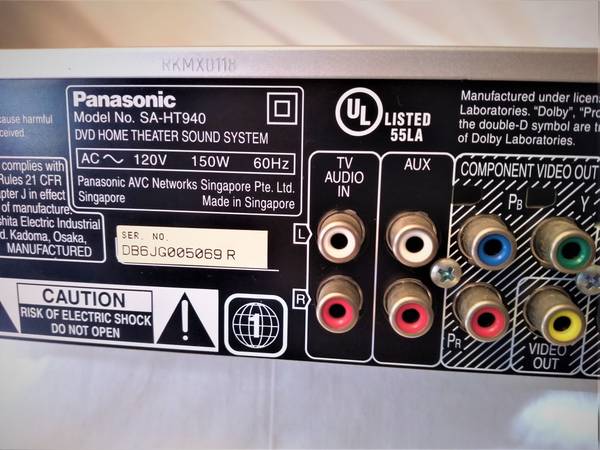 RKMX0118
cause harmful
ceived.
complies with
Rules 21 CFR
apter J in effect
of manufacture.
shita Electric Industrial
d. Kadoma, Osaka,
MANUFACTURED
Panasonic
Model No. SA-HT940
DVD HOME THEATER SOUND SYSTEM
AC 120V 150W 60Hz
Panasonic AVC Networks Singapore Pte. Ltd.
Singapore Made in Singapore
SER. NO.
DB6JG005069 R
CAUTION
RISK OF ELECTRIC SHOCK
DO NOT OPEN
1
UL LISTED
55LA
Manufactured under licen
Laboratories. "Dolby", "Pro
the double-D symbol are tr
of Dolby Laboratories.
TV
AUDIO
IN
AUX
L
R
COMPONENT VIDEO OUT
PB
Y
PR
VIDEO
OUT